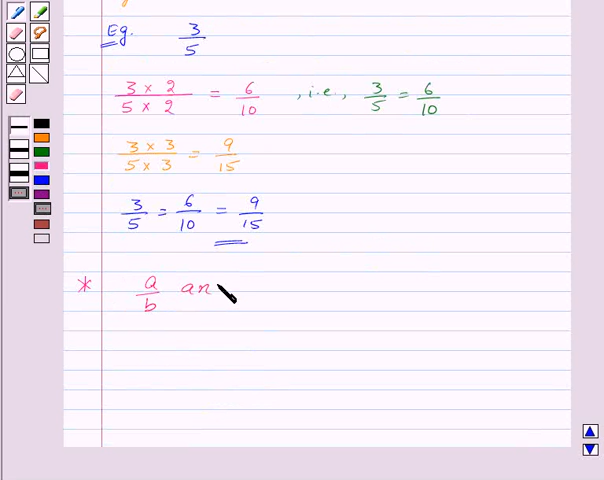 Eg. 3/5
3 × 2 / 5 × 2 = 6/10 , i.e., 3/5 = 6/10
3 × 3 / 5 × 3 = 9/15
3/5 = 6/10 = 9/15
* a/b an